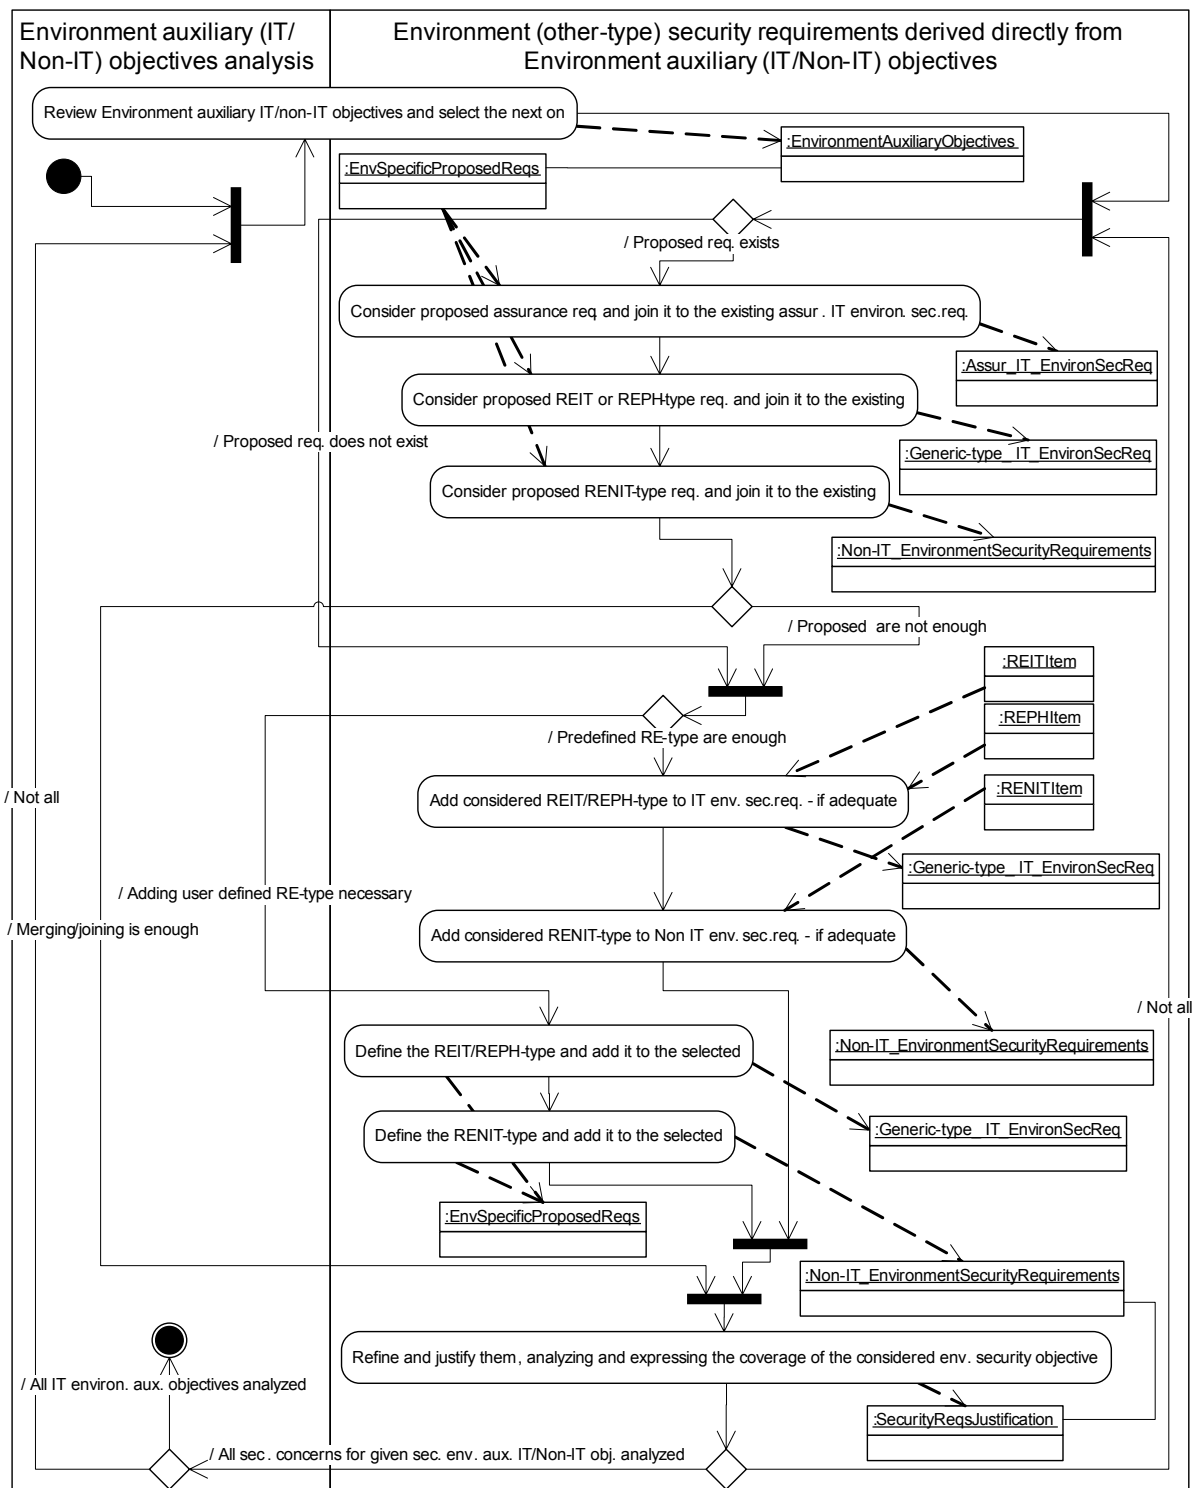 Environment auxiliary (IT/
Non-IT) objectives analysis
Environment (other-type) security requirements derived directly from
Environment auxiliary (IT/Non-IT) objectives
Review Environment auxiliary IT/non-IT objectives and select the next on
:EnvironmentAuxiliaryObjectives
:EnvSpecificProposedReqs
/ Proposed req. exists
Consider proposed assurance req. and join it to the existing assur. IT environ. sec.req.
:Assur_IT_EnvironSecReq
Consider proposed REIT or REPH-type req. and join it to the existing
/ Proposed req. does not exist
:Generic-type_ IT_EnvironSecReq
Consider proposed RENIT-type req. and join it to the existing
:Non-IT_EnvironmentSecurityRequirements
/ Proposed are not enough
:REITItem
:REPHItem
/ Predefined RE-type are enough
:RENITItem
/ Not all
Add considered REIT/REPH-type to IT env. sec.req. - if adequate
:Generic-type_ IT_EnvironSecReq
/ Adding user defined RE-type necessary
/ Merging/joining is enough
Add considered RENIT-type to Non IT env. sec.req. - if adequate
/ Not all
:Non-IT_EnvironmentSecurityRequirements
Define the REIT/REPH-type and add it to the selected
:Generic-type_ IT_EnvironSecReq
Define the RENIT-type and add it to the selected
:EnvSpecificProposedReqs
:Non-IT_EnvironmentSecurityRequirements
Refine and justify them, analyzing and expressing the coverage of the considered env. security objective
/ All IT environ. aux. objectives analyzed
:SecurityReqsJustification
/ All sec. concerns for given sec. env. aux. IT/Non-IT obj. analyzed